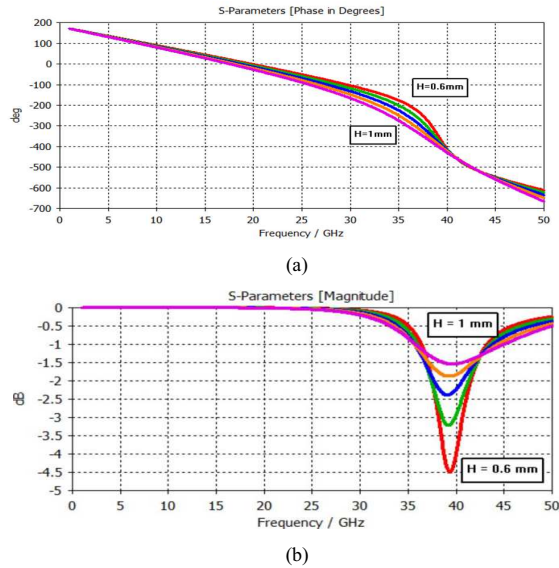 S-Parameters [Phase in Degrees]
200
100
0
-100
-200
-300
-400
-500
-600
-700
deg
H=0.6mm
H=1mm
0 5 10 15 20 25 30 35 40 45 50
Frequency / GHz
(a)
S-Parameters [Magnitude]
0
-0.5
-1
-1.5
-2
-2.5
-3
-3.5
-4
-4.5
-5
dB
H = 1 mm
H = 0.6 mm
0 5 10 15 20 25 30 35 40 45 50
Frequency / GHz
(b)